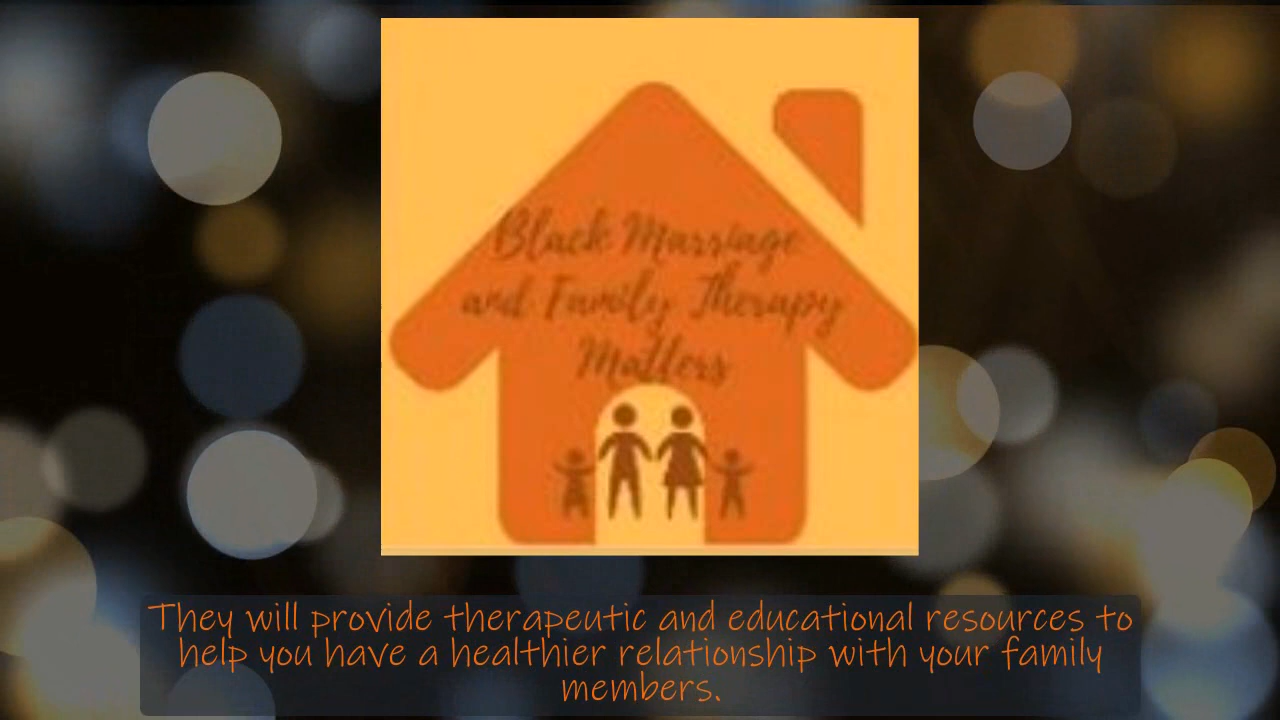 Black Marriage
and Family Therapy
Matters
They will provide therapeutic and educational resources to
help you have a healthier relationship with your family
members.